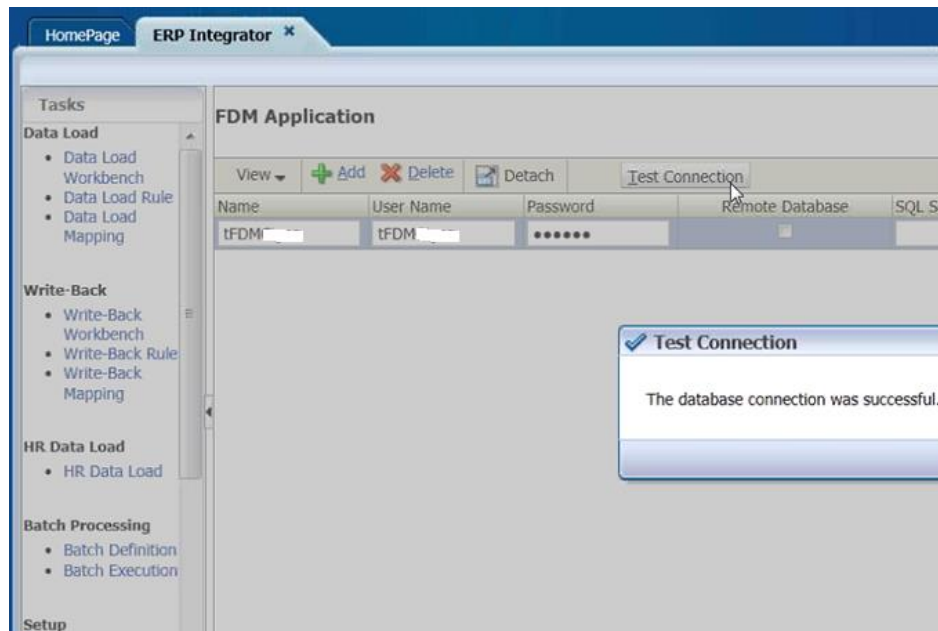 HomePage
ERP Integrator
Tasks
Data Load
Data Load
Workbench
Data Load Rule
Data Load
Mapping
Write-Back
Write-Back
Workbench
Write-Back Rule
Write-Back
Mapping
HR Data Load
HR Data Load
Batch Processing
Batch Definition
Batch Execution
Setup
FDM Application
View Add Delete Detach Test Connection
Name User Name Password Remote Database SQL S
tFDM tFDM ••••••
Test Connection
The database connection was successful.